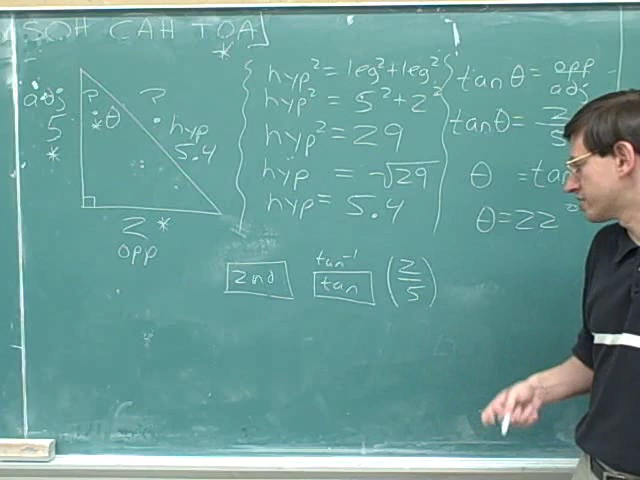 SOH CAH TOA
*
adj
5
*
?
?
* θ
hyp
5.4
2 *
opp
hyp² = leg² + leg²
hyp² = 5² + 2²
hyp² = 29
hyp = √29
hyp = 5.4
tan θ = opp/adj
tan θ = 2/5
θ = tan
θ = 22°
2nd
tan⁻¹
tan (2/5)